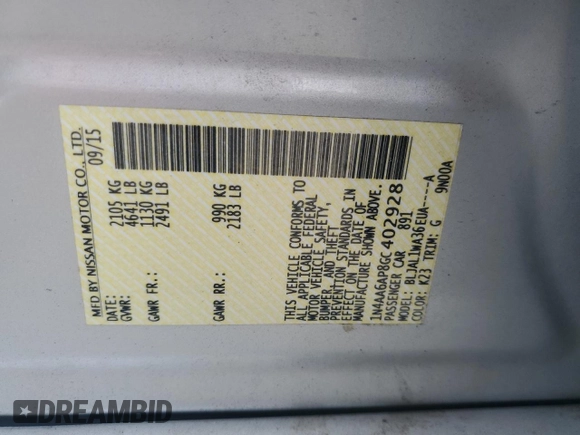 MFD BY NISSAN MOTOR CO., LTD.
DATE: 09/15
GVWR: 2105 KG
4641 LB
GAWR FR.: 1130 KG
2491 LB
GAWR RR.: 990 KG
2183 LB
THIS VEHICLE CONFORMS TO
ALL APPLICABLE FEDERAL
MOTOR VEHICLE SAFETY,
BUMPER, AND THEFT
PREVENTION STANDARDS IN
EFFECT ON THE DATE OF
MANUFACTURE SHOWN ABOVE.
1N4AA6AP8GC402928
PASSENGER CAR 891
MODEL: BLJALIWA36EUA----A
COLOR: K23 TRIM: G 9N00A
DREAMBID